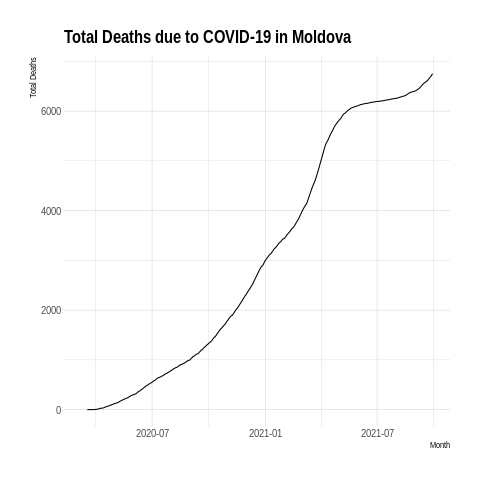 Total Deaths due to COVID-19 in Moldova
Total Deaths
6000
4000
2000
0
2020-07
2021-01
2021-07
Month